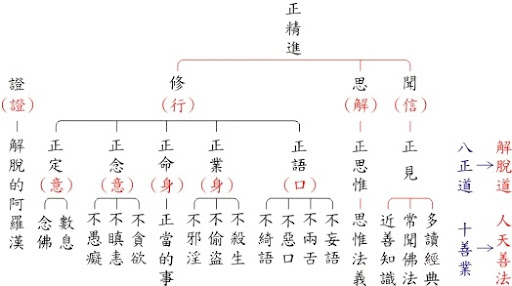 正精進
聞（信）
思（解）
修（行）
證（證）
正見
正思惟
正語（口）
正業（身）
正命（身）
正念（意）
正定（意）
解脫的阿羅漢
多讀經典
常聞佛法
近善知識
思惟法義
不妄語
不兩舌
不惡口
不綺語
不殺生
不偷盜
不邪淫
正當的事
不貪欲
不瞋恚
不愚癡
數息
念佛
八正道
解脫道
十善業
人天善法